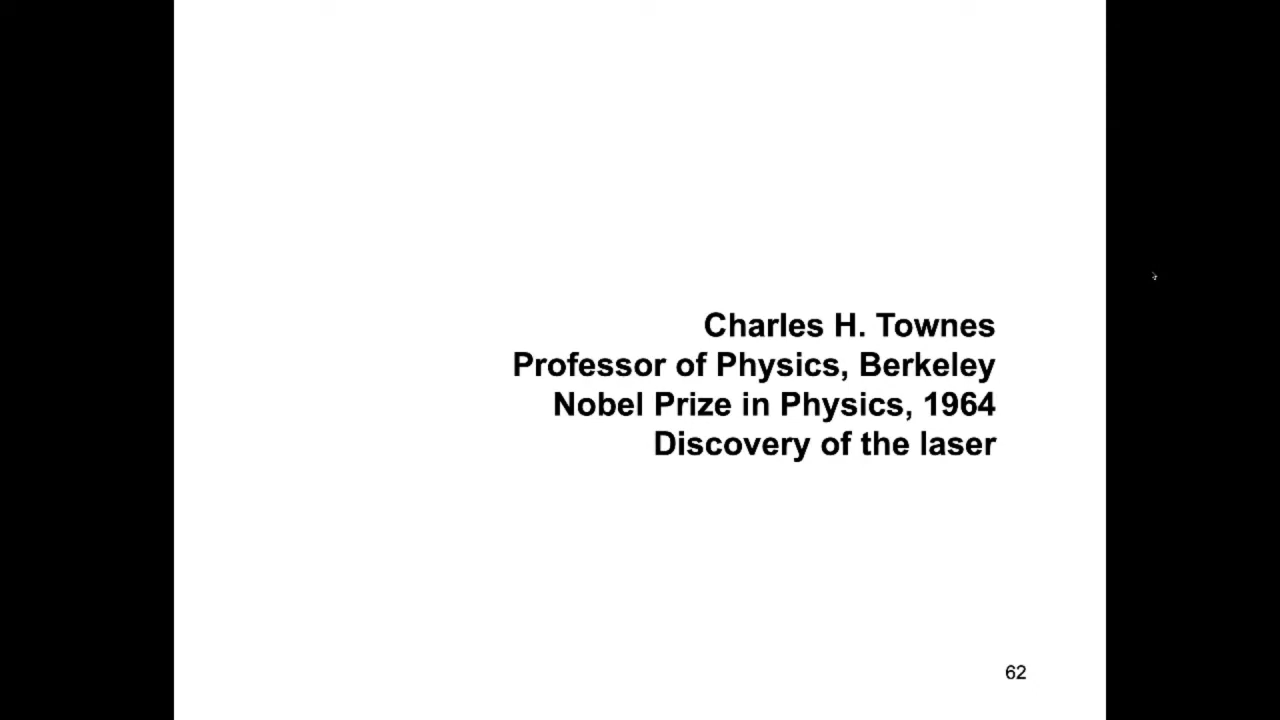 Charles H. Townes
Professor of Physics, Berkeley
Nobel Prize in Physics, 1964
Discovery of the laser
62